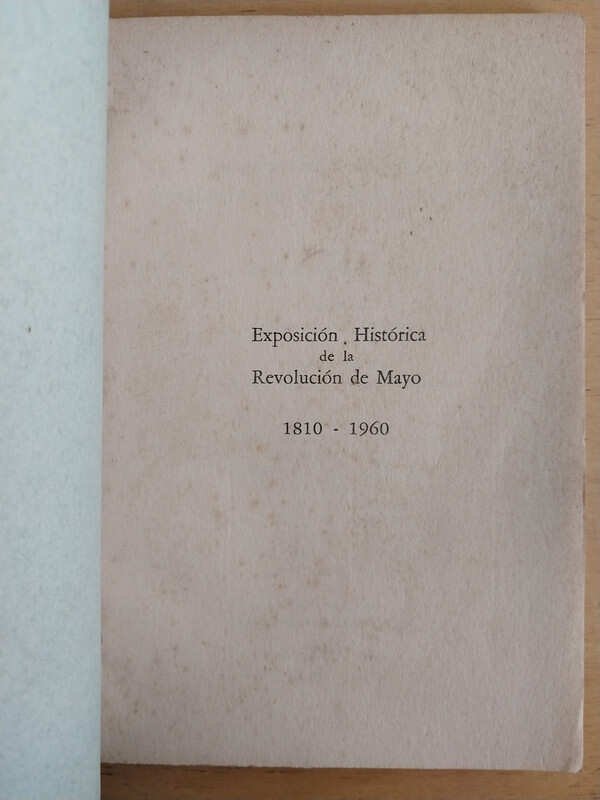 Exposición Histórica
de la
Revolución de Mayo
1810 - 1960